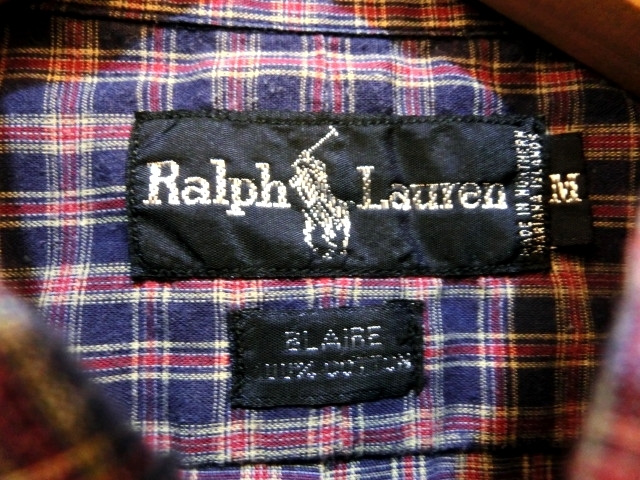 Ralph Lauren
MADE IN NORTHERN
MARIANA ISLANDS
M
BLAIRE
100% COTTON